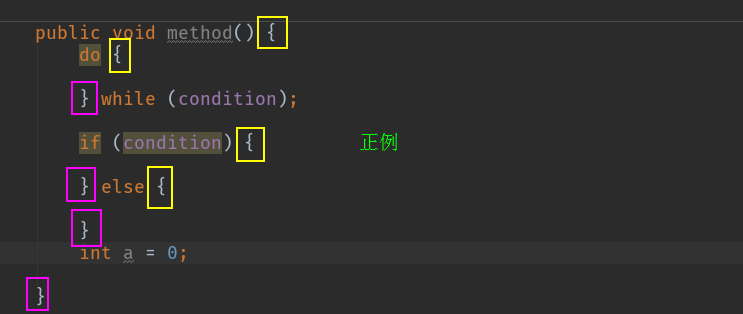 public void method() {
do {
} while (condition);
if (condition) { 正例
} else {
}
int a = 0;
}